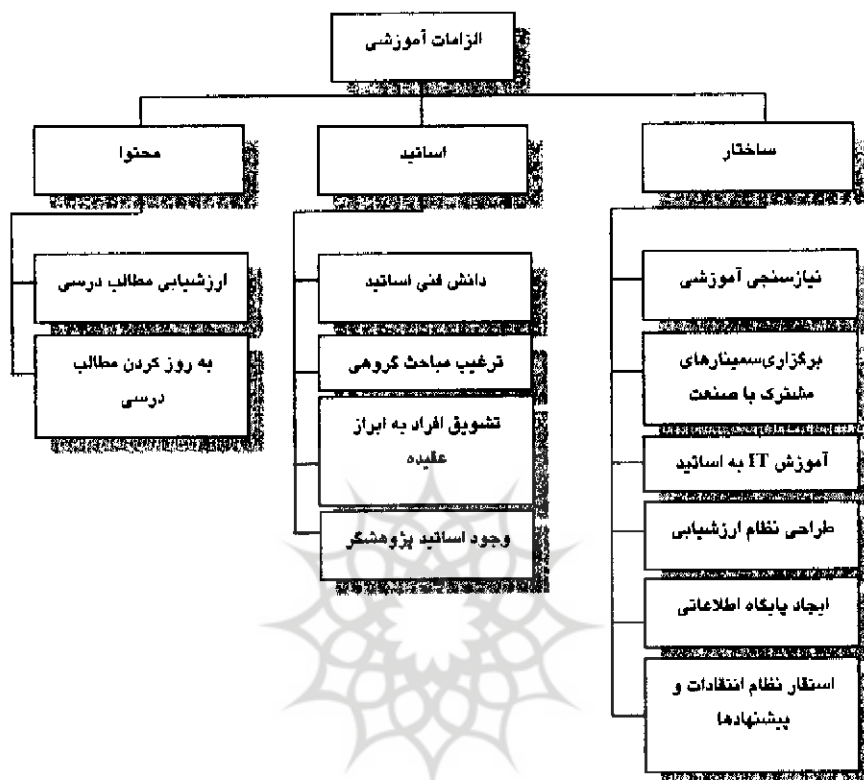 الزامات آموزشی
ساختار
اساتید
محتوا
نیازسنجی آموزشی
برگزاری سمینارهای
مشترک با صنعت
آموزش IT به اساتید
طراحی نظام ارزشیابی
ایجاد پایگاه اطلاعاتی
استقرار نظام انتقادات و
پیشنهادها
دانش فنی اساتید
ترغیب مباحث گروهی
تشویق افراد به ابراز
عقیده
وجود اساتید پژوهشگر
ارزشیابی مطالب درسی
به روز کردن مطالب
درسی